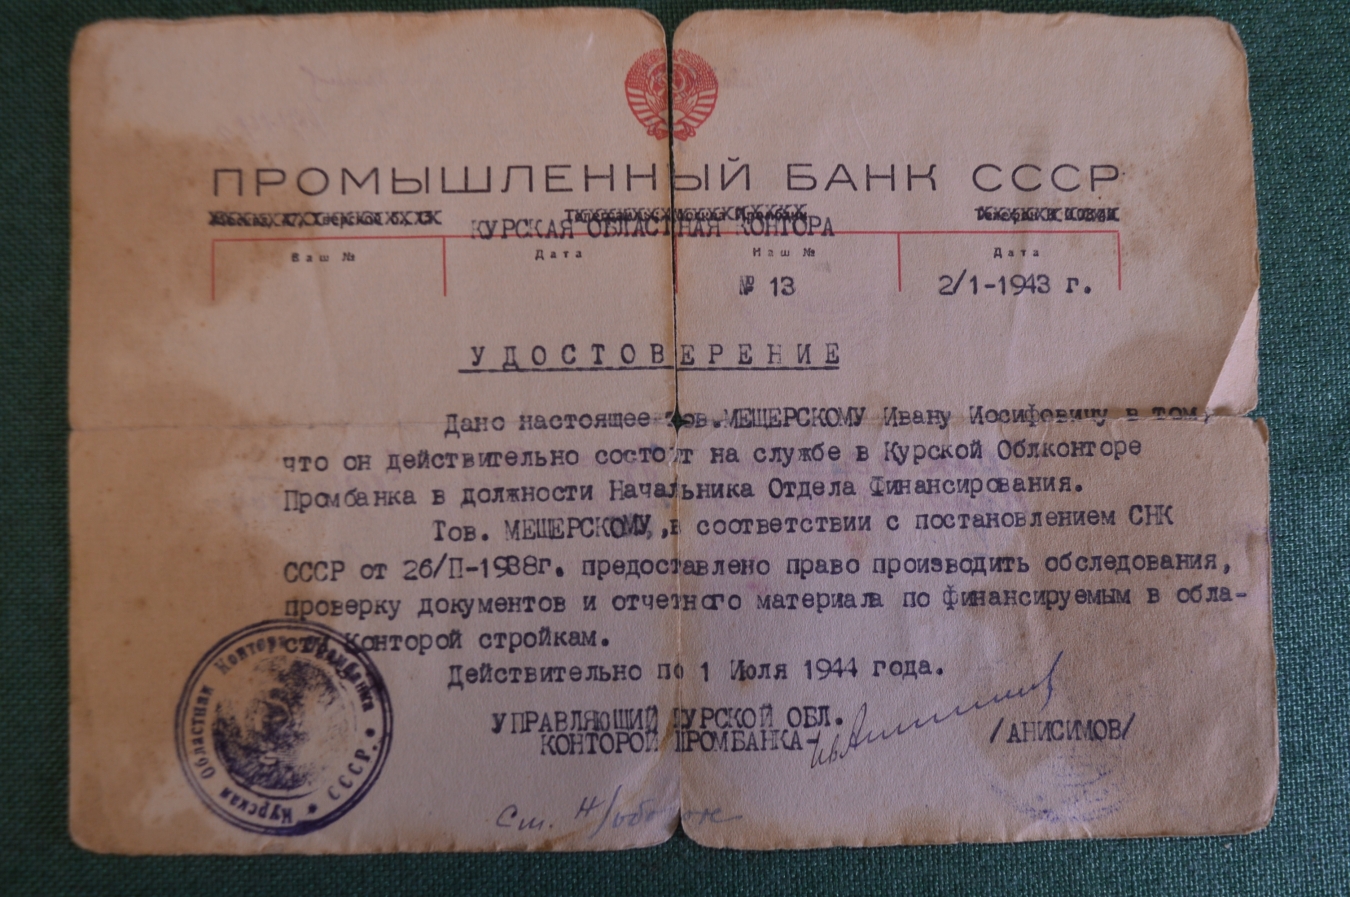 ПРОМЫШЛЕННЫЙ БАНК СССР
КУРСКАЯ ОБЛАСТНАЯ КОНТОРА
Ваш № Дата Наш № Дата
№ 13 2/1-1943 г.
УДОСТОВЕРЕНИЕ
Дано настоящее тов.МЕЩЕРСКОМУ Ивану Иосифовичу в том,
что он действительно состоит на службе в Курской Облконторе
Промбанка в должности Начальника Отдела Финансирования.
Тов. МЕЩЕРСКОМУ, в соответствии с постановлением СНК
СССР от 26/П-1938г. предоставлено право производить обследования,
проверку документов и отчетного материала по финансируемым в обла-
сти Конторой стройкам.
Действительно по 1 Июля 1944 года.
УПРАВЛЯЮЩИЙ КУРСКОЙ ОБЛ.
КОНТОРОЙ ПРОМБАНКА- /АНИСИМОВ/
Курская Областная Контора Промбанка СССР.
См. н/обороте